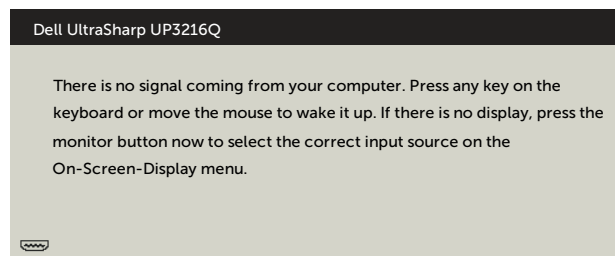 Dell UltraSharp UP3216Q
There is no signal coming from your computer. Press any key on the
keyboard or move the mouse to wake it up. If there is no display, press the
monitor button now to select the correct input source on the
On-Screen-Display menu.